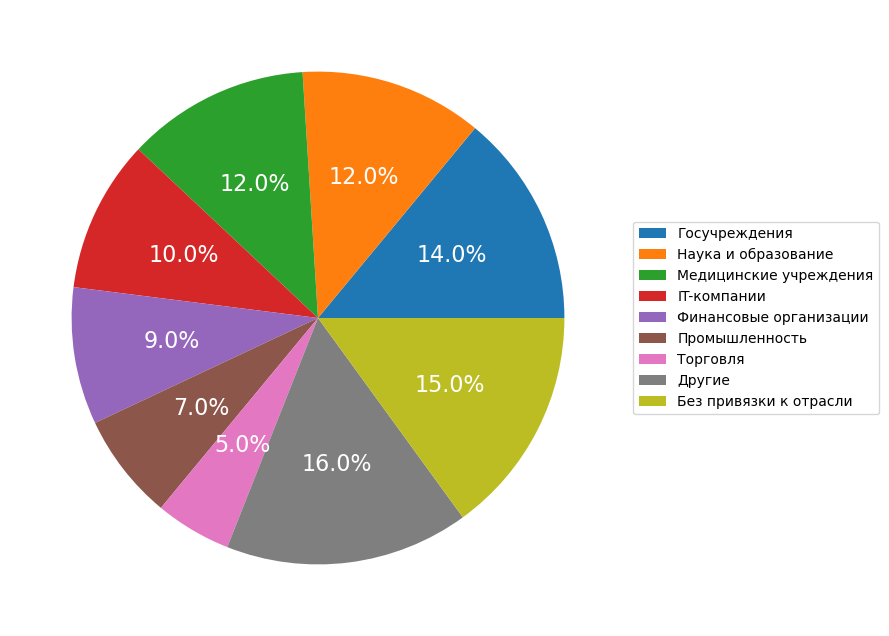 12.0%
12.0%
14.0%
10.0%
9.0%
7.0%
5.0%
16.0%
15.0%
Госучреждения
Наука и образование
Медицинские учреждения
IT-компании
Финансовые организации
Промышленность
Торговля
Другие
Без привязки к отрасли